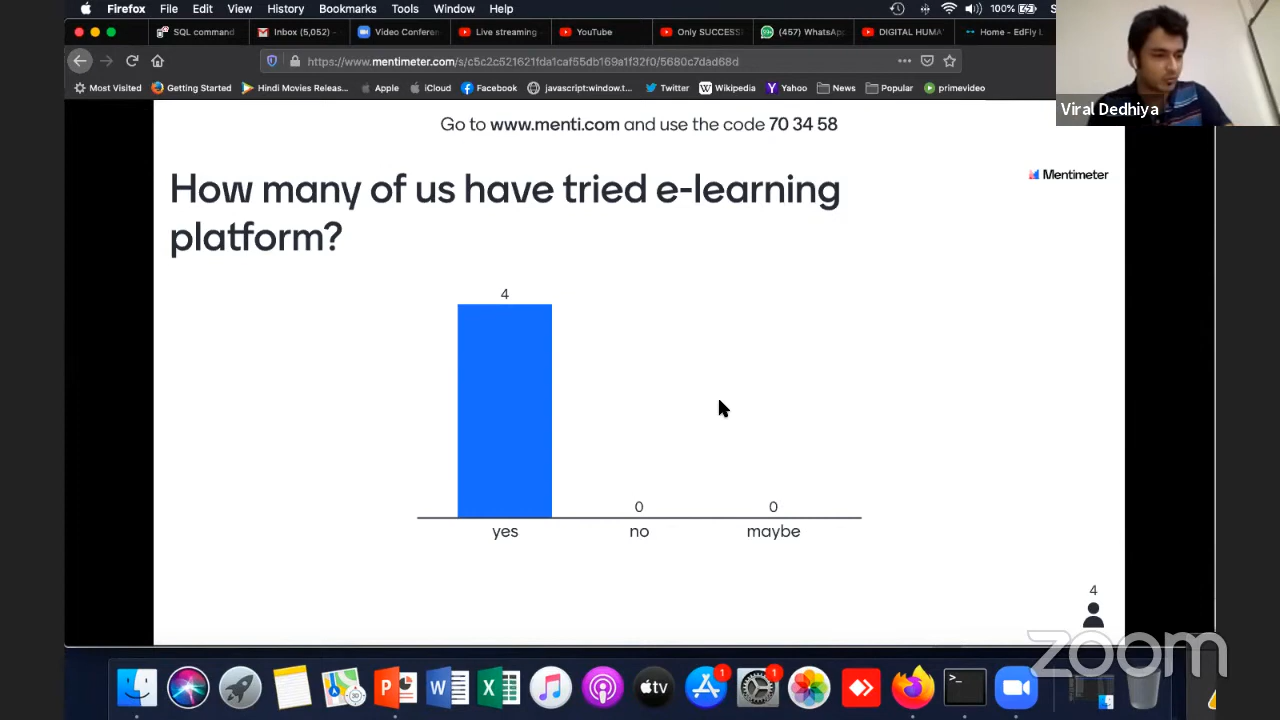 Firefox File Edit View History Bookmarks Tools Window Help 100%
SQL command Inbox (5,052) Video Conferen Live streaming YouTube Only SUCCESS (457) WhatsApp DIGITAL HUMA Home - EdFly L
https://www.mentimeter.com/s/c5c2c521621fda1caf55db169a1f32f0/5680c7dad68d
Most Visited Getting Started Hindi Movies Releas... Apple iCloud Facebook javascript:window.t... Twitter Wikipedia Yahoo News Popular primevideo
Viral Dedhiya
Go to www.menti.com and use the code 70 34 58
Mentimeter
How many of us have tried e-learning
platform?
4
0 0
yes no maybe
4
zoom
tv 1 1